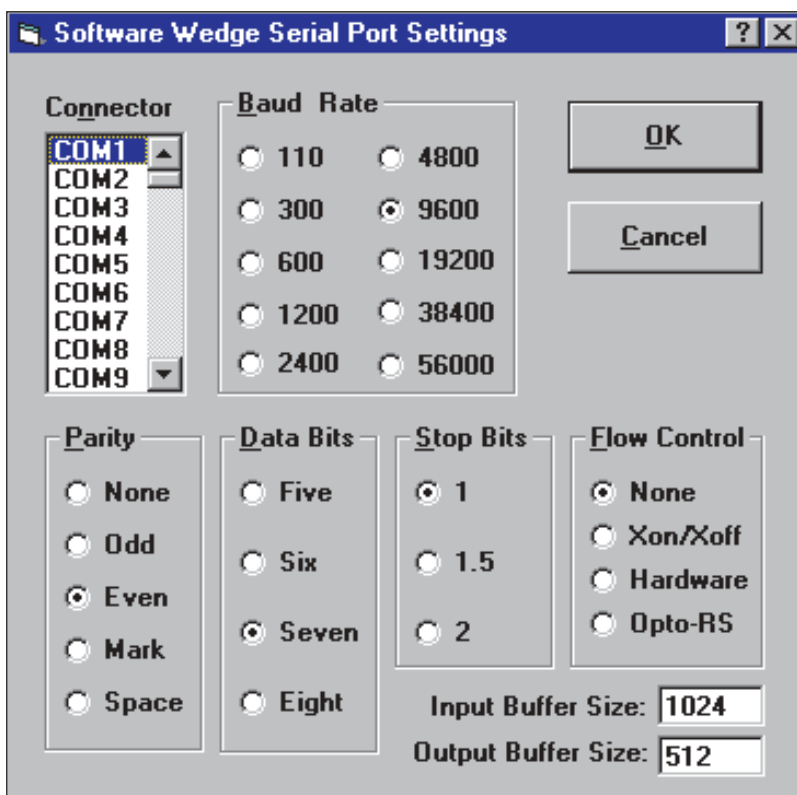 Software Wedge Serial Port Settings
Connector
COM1
COM2
COM3
COM4
COM5
COM6
COM7
COM8
COM9
Baud Rate
110
300
600
1200
2400
4800
9600
19200
38400
56000
OK
Cancel
Parity
None
Odd
Even
Mark
Space
Data Bits
Five
Six
Seven
Eight
Stop Bits
1
1.5
2
Flow Control
None
Xon/Xoff
Hardware
Opto-RS
Input Buffer Size: 1024
Output Buffer Size: 512